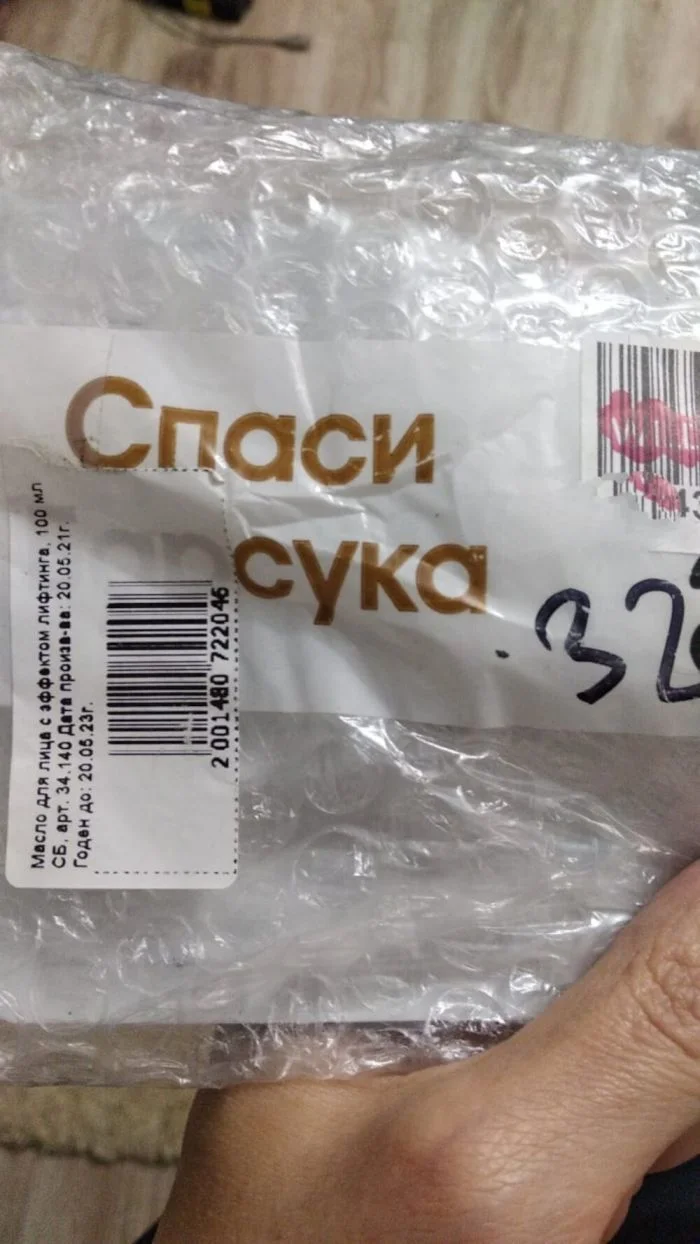 Спаси
сука
32
Масло для лица с эффектом лифтинга, 100 мл
СБ, арт. 34.140 Дата произв-ва: 20.05.21г.
Годен до: 20.05.23г.
2 001480 722046